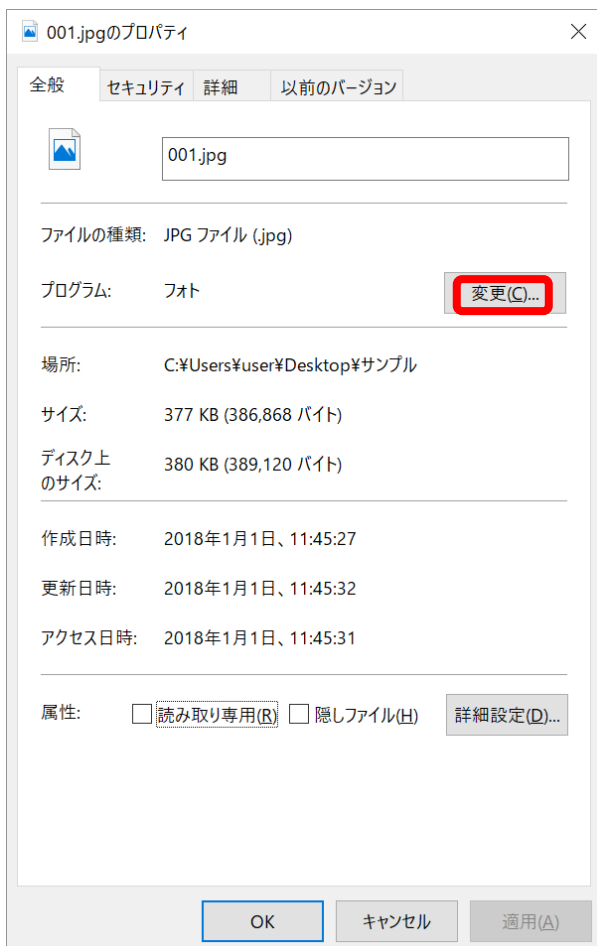 001.jpgのプロパティ
全般 セキュリティ 詳細 以前のバージョン
001.jpg
ファイルの種類: JPG ファイル (.jpg)
プログラム: フォト 変更(C)...
場所: C:¥Users¥user¥Desktop¥サンプル
サイズ: 377 KB (386,868 バイト)
ディスク上
のサイズ: 380 KB (389,120 バイト)
作成日時: 2018年1月1日、11:45:27
更新日時: 2018年1月1日、11:45:32
アクセス日時: 2018年1月1日、11:45:31
属性: 読み取り専用(R) 隠しファイル(H) 詳細設定(D)...
OK キャンセル 適用(A)